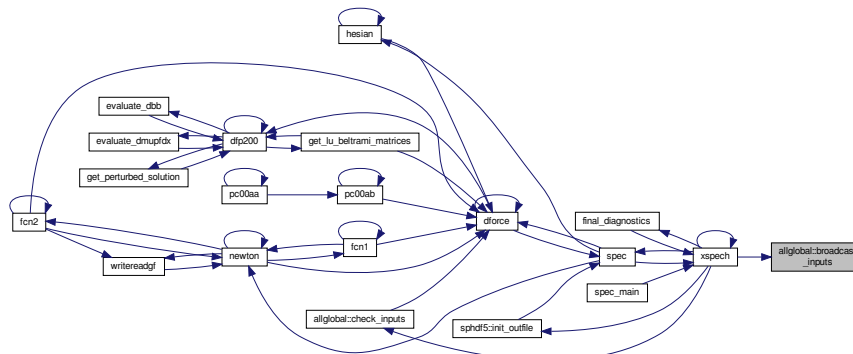 hesian
evaluate_dbb
evaluate_dmupfdx
dfp200
get_lu_beltrami_matrices
get_perturbed_solution
pc00aa
pc00ab
fcn2
dforce
final_diagnostics
fcn1
newton
spec
xspech
allglobal::broadcast
_inputs
writereadgf
spec_main
allglobal::check_inputs
sphdf5::init_outfile